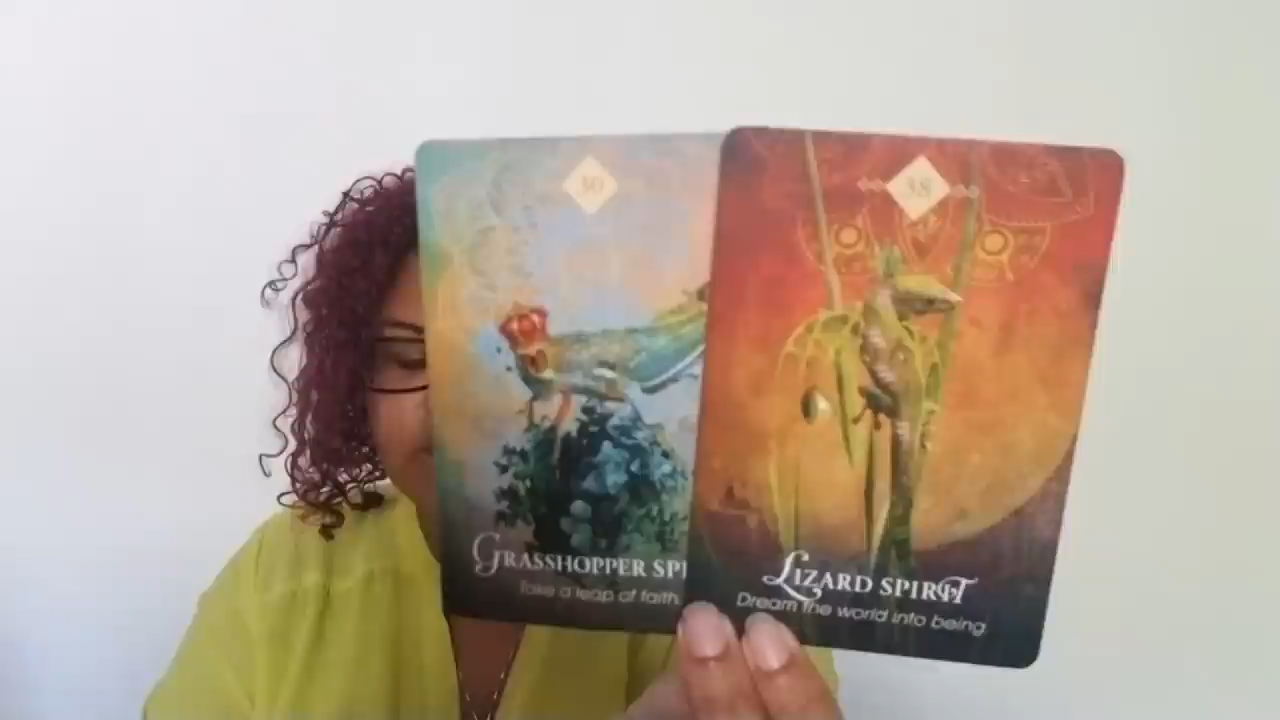 30
GRASSHOPPER SPI
Take a leap of faith.
38
LIZARD SPIRIT
Dream the world into being.